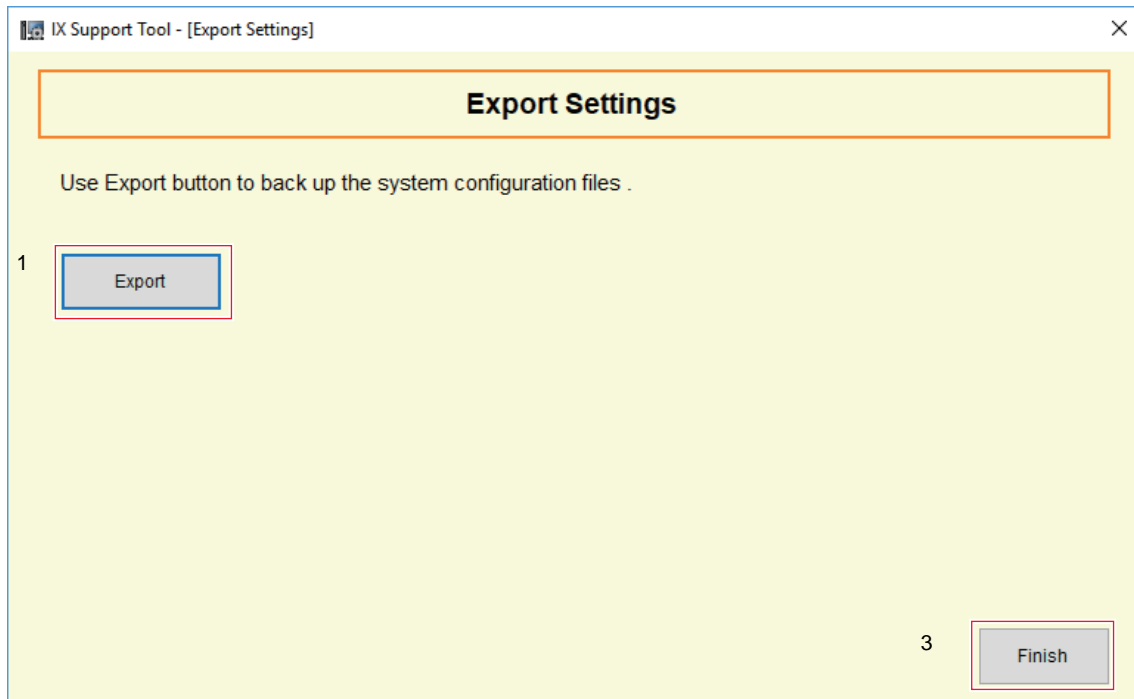 IX Support Tool - [Export Settings]
Export Settings
Use Export button to back up the system configuration files .
1
Export
3
Finish